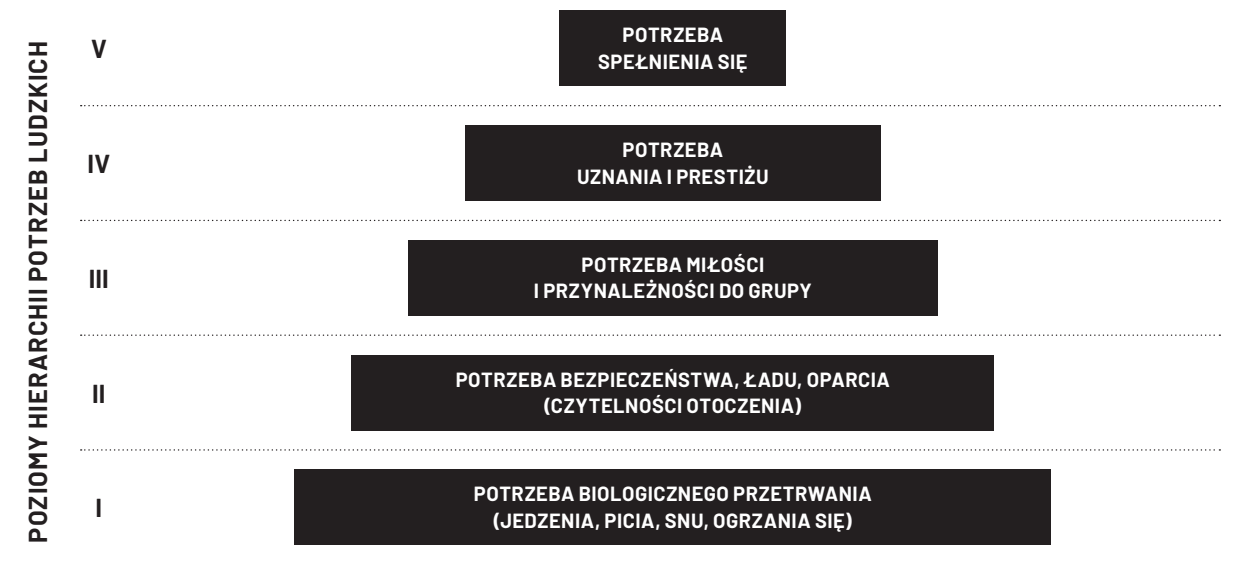 POZIOMY HIERARCHII POTRZEB LUDZKICH
V
POTRZEBA
SPEŁNIENIA SIĘ
IV
POTRZEBA
UZNANIA I PRESTIŻU
III
POTRZEBA MIŁOŚCI
I PRZYNALEŻNOŚCI DO GRUPY
II
POTRZEBA BEZPIECZEŃSTWA, ŁADU, OPARCIA
(CZYTELNOŚCI OTOCZENIA)
I
POTRZEBA BIOLOGICZNEGO PRZETRWANIA
(JEDZENIA, PICIA, SNU, OGRZANIA SIĘ)